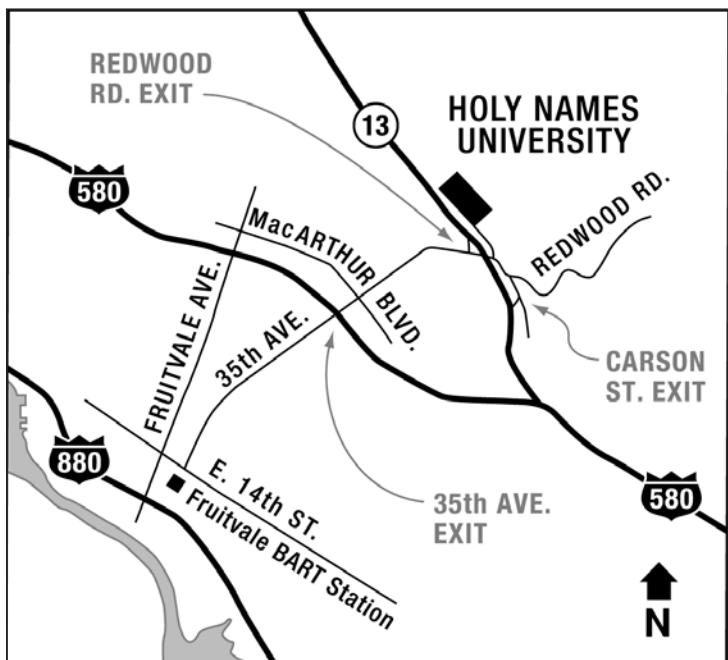 REDWOOD
RD. EXIT
13
HOLY NAMES
UNIVERSITY
580
MacARTHUR BLVD.
REDWOOD RD.
FRUITVALE AVE.
35th AVE.
CARSON
ST. EXIT
880
E. 14th ST.
Fruitvale BART Station
35th AVE.
EXIT
580
N